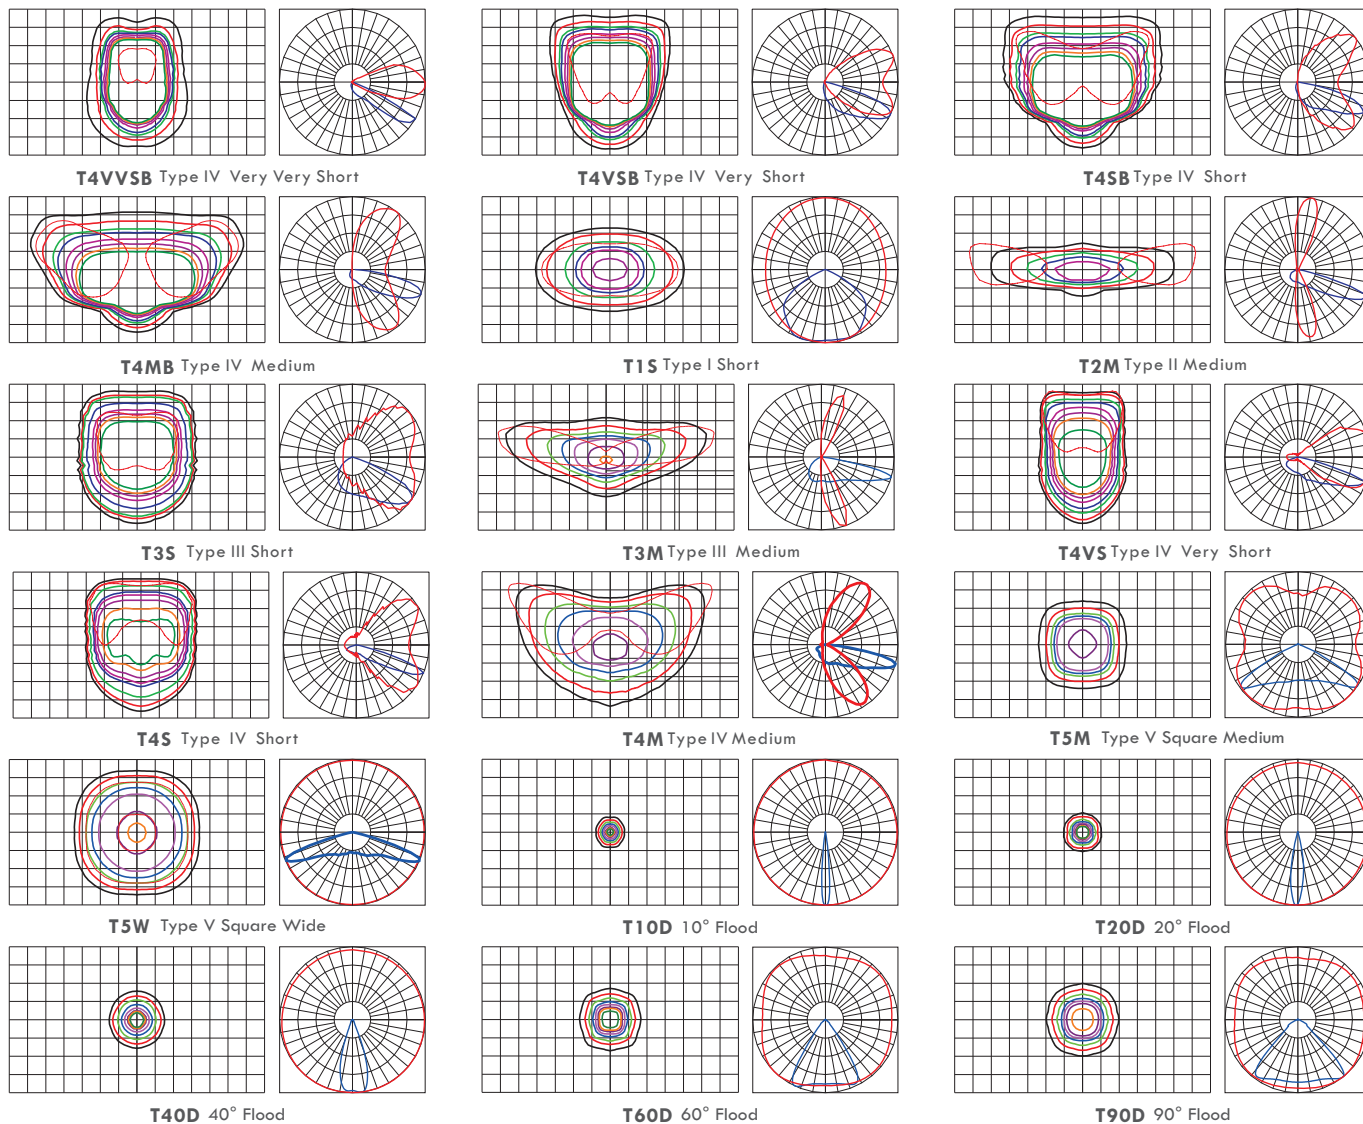 T4VVSB Type IV Very Very Short
T4VSB Type IV Very Short
T4SB Type IV Short
T4MB Type IV Medium
T1S Type I Short
T2M Type II Medium
T3S Type III Short
T3M Type III Medium
T4VS Type IV Very Short
T4S Type IV Short
T4M Type IV Medium
T5M Type V Square Medium
T5W Type V Square Wide
T10D 10° Flood
T20D 20° Flood
T40D 40° Flood
T60D 60° Flood
T90D 90° Flood